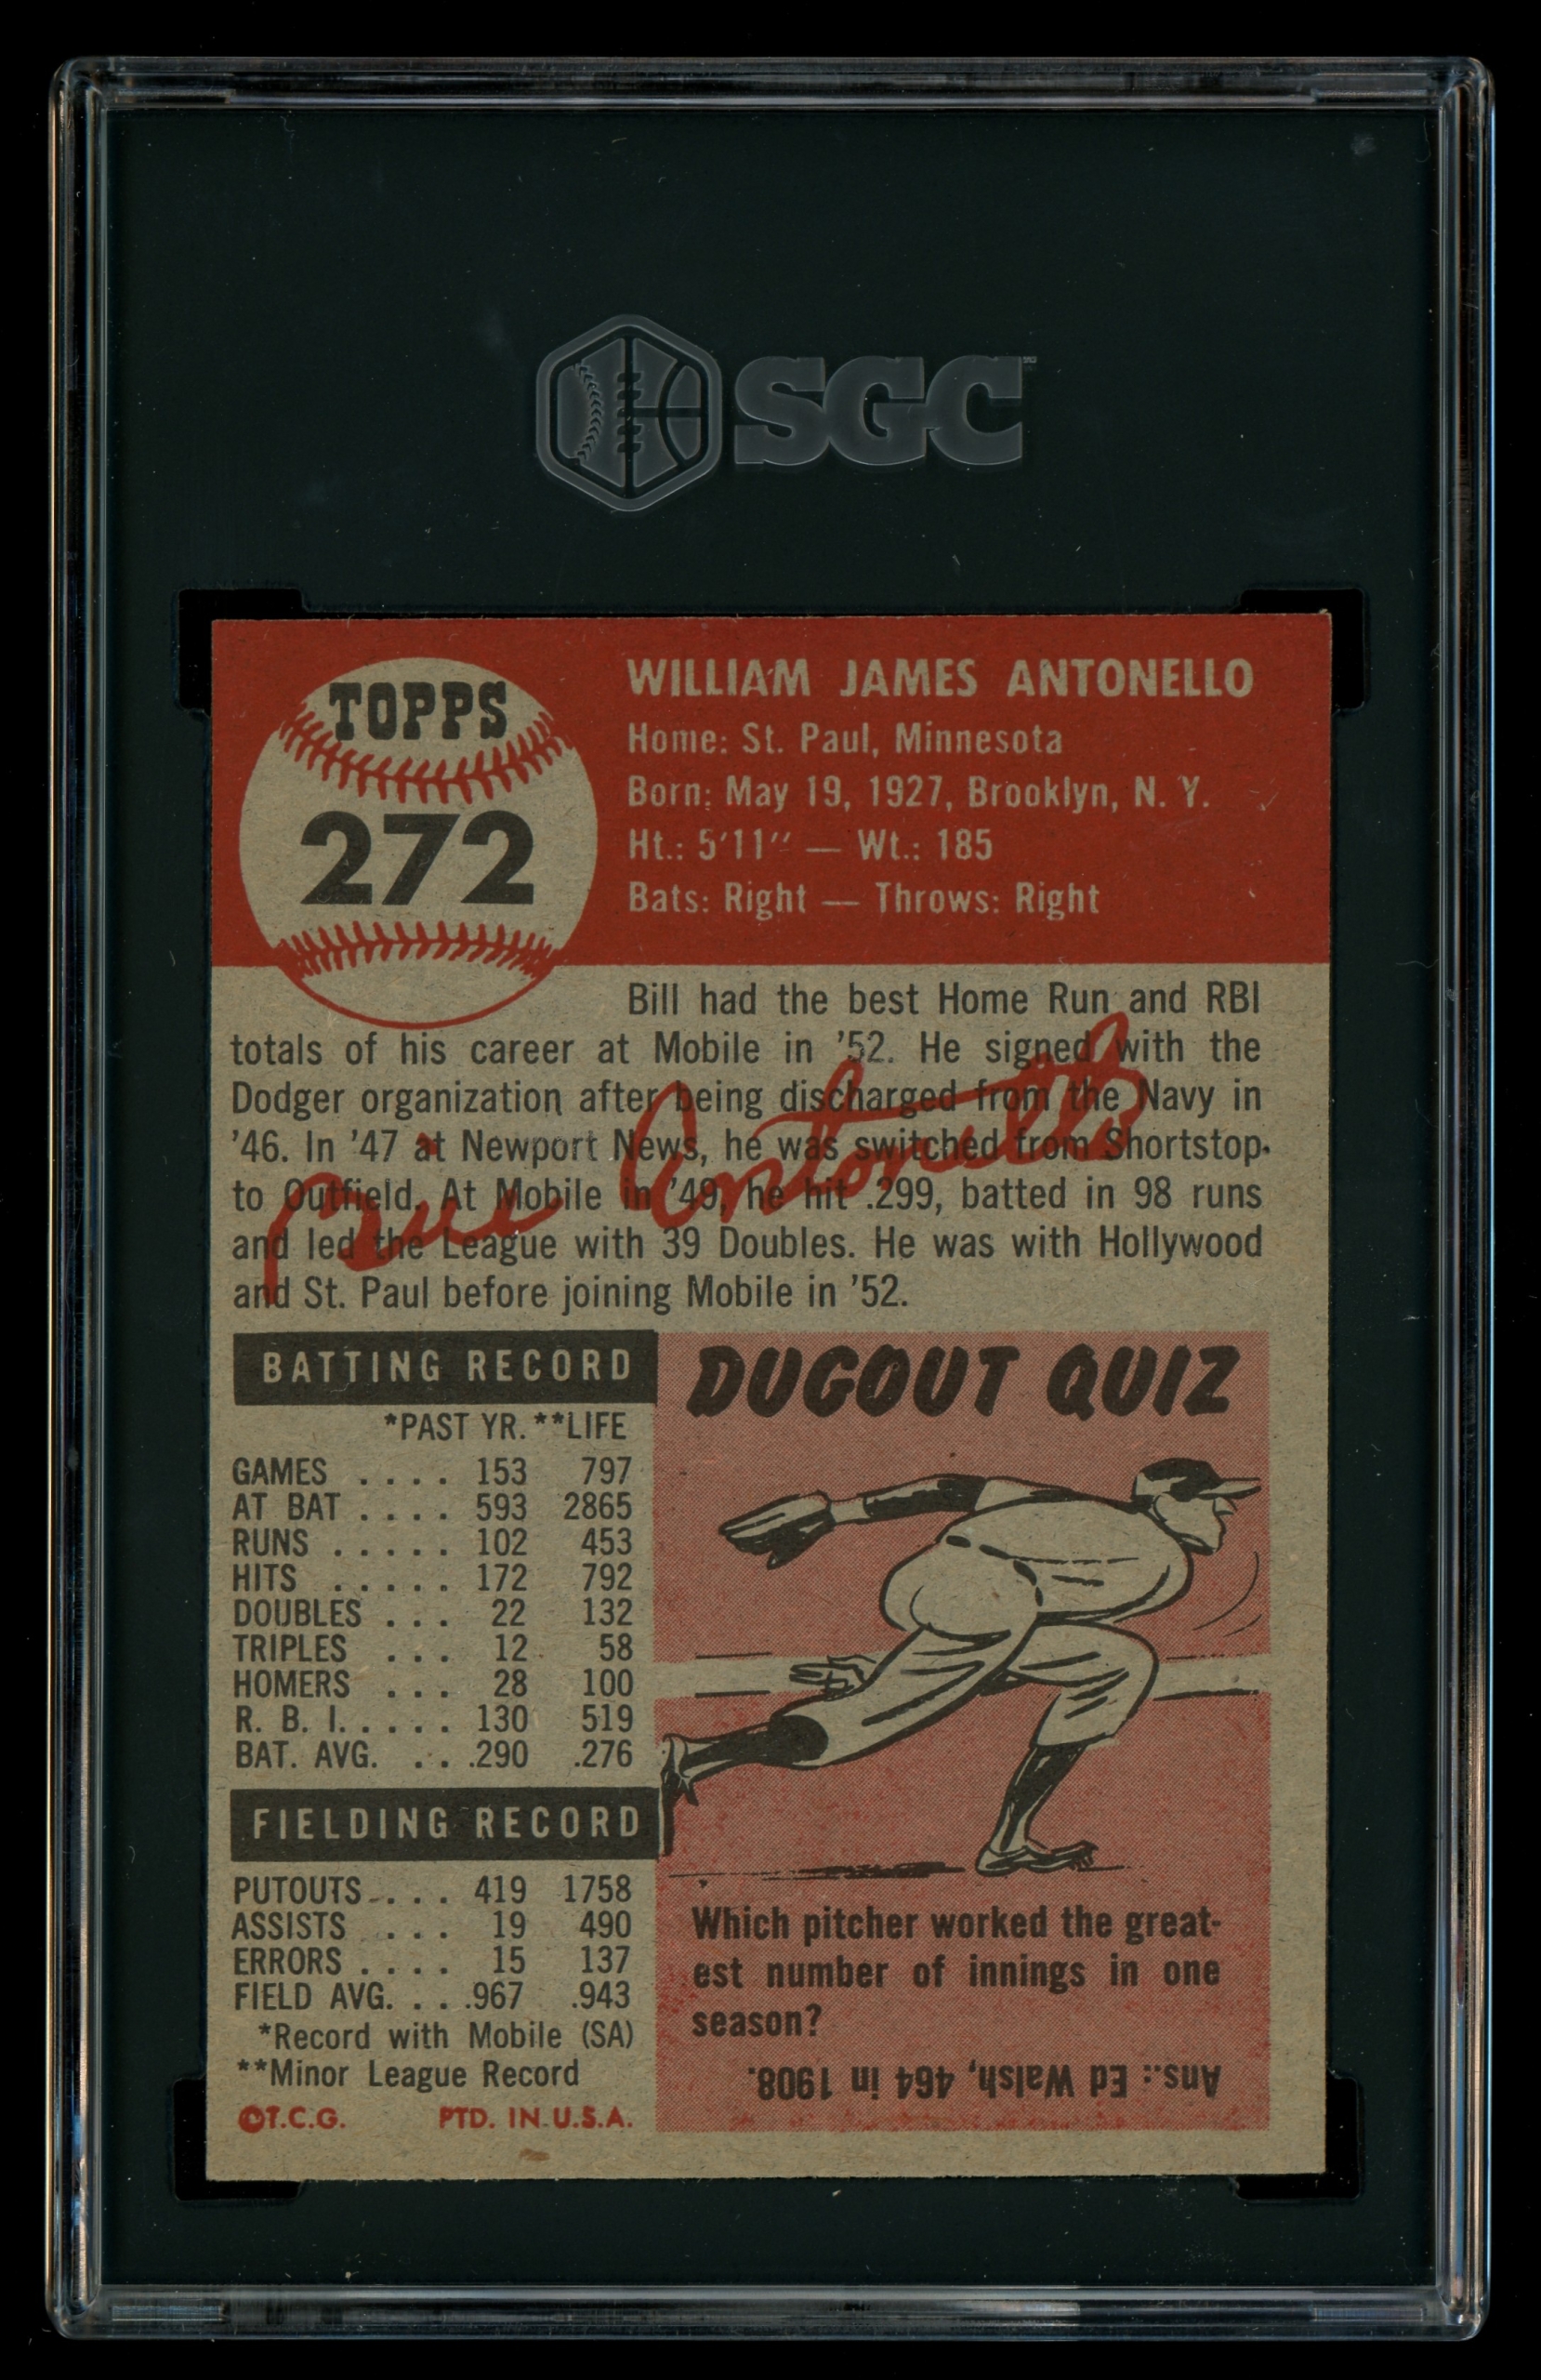 SGC
TOPPS
272
WILLIAM JAMES ANTONELLO
Home: St. Paul, Minnesota
Born: May 19, 1927, Brooklyn, N. Y.
Ht.: 5'11" — Wt.: 185
Bats: Right — Throws: Right
Bill had the best Home Run and RBI
totals of his career at Mobile in '52. He signed with the
Dodger organization after being discharged from the Navy in
'46. In '47 at Newport News, he was switched from Shortstop
to Outfield. At Mobile in '49, he hit .299, batted in 98 runs
and led the League with 39 Doubles. He was with Hollywood
and St. Paul before joining Mobile in '52.
Bill Antonello
BATTING RECORD
*PAST YR. **LIFE
GAMES .... 153 797
AT BAT .... 593 2865
RUNS ..... 102 453
HITS ..... 172 792
DOUBLES ... 22 132
TRIPLES ... 12 58
HOMERS ... 28 100
R. B. I. .... 130 519
BAT. AVG. .. .290 .276
FIELDING RECORD
PUTOUTS .... 419 1758
ASSISTS .... 19 490
ERRORS .... 15 137
FIELD AVG. .. .967 .943
*Record with Mobile (SA)
**Minor League Record
©T.C.G. PTD. IN U.S.A.
DUGOUT QUIZ
Which pitcher worked the great-
est number of innings in one
season?
Ans.: Ed Walsh, 464 in 1908.